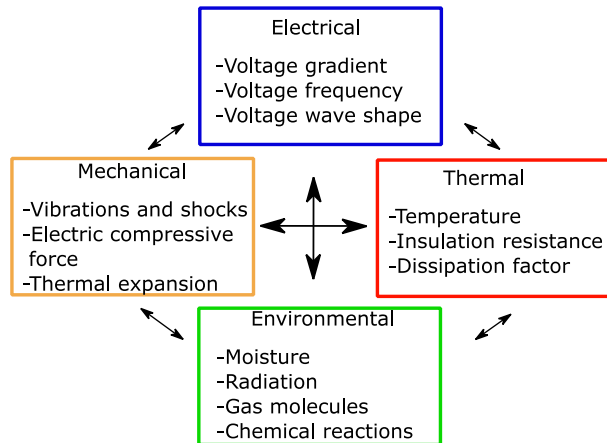 Electrical
-Voltage gradient
-Voltage frequency
-Voltage wave shape
Mechanical
-Vibrations and shocks
-Electric compressive
force
-Thermal expansion
Thermal
-Temperature
-Insulation resistance
-Dissipation factor
Environmental
-Moisture
-Radiation
-Gas molecules
-Chemical reactions